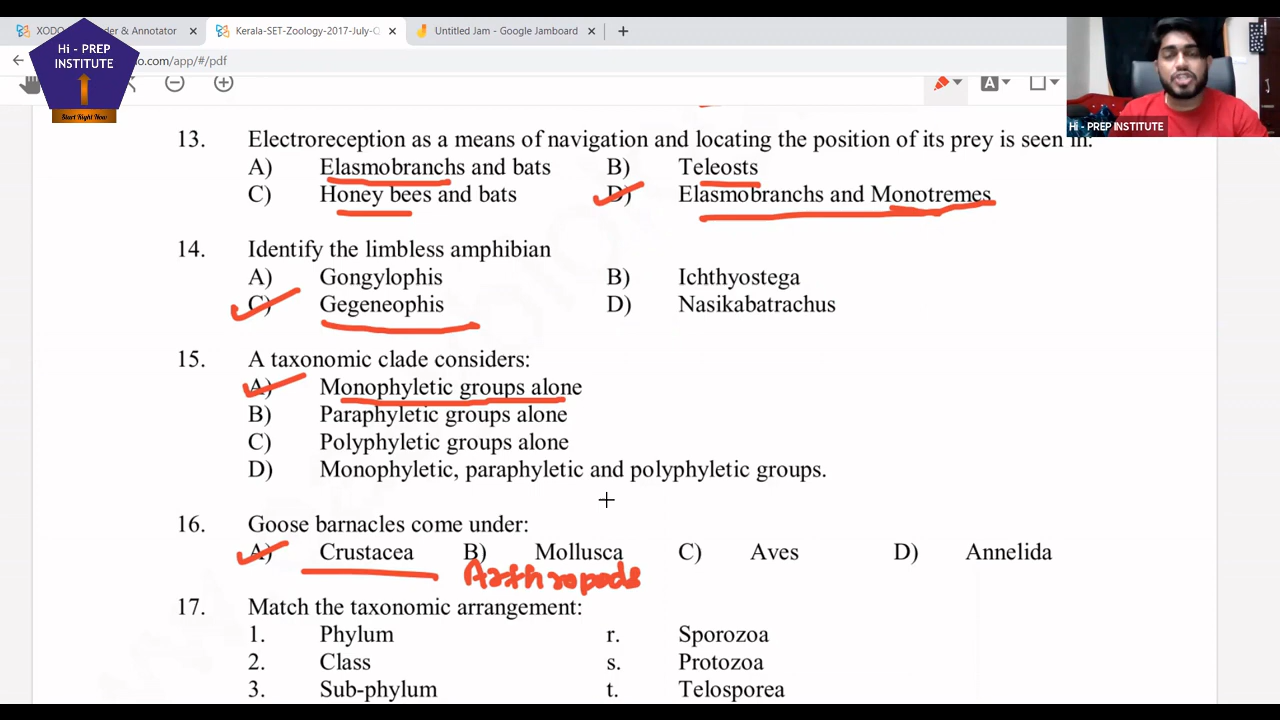 Kerala-SET-Zoology-2017-July-Q
Untitled Jam - Google Jamboard
& Annotator
Hi - PREP
INSTITUTE
Start Right Now
o.com/app/#/pdf
Hi - PREP INSTITUTE
13. Electroreception as a means of navigation and locating the position of its prey is seen in:
A) Elasmobranchs and bats B) Teleosts
C) Honey bees and bats D) Elasmobranchs and Monotremes
14. Identify the limbless amphibian
A) Gongylophis B) Ichthyostega
C) Gegeneophis D) Nasikabatrachus
15. A taxonomic clade considers:
A) Monophyletic groups alone
B) Paraphyletic groups alone
C) Polyphyletic groups alone
D) Monophyletic, paraphyletic and polyphyletic groups.
16. Goose barnacles come under:
A) Crustacea B) Mollusca C) Aves D) Annelida
Arthropods
17. Match the taxonomic arrangement:
1. Phylum r. Sporozoa
2. Class s. Protozoa
3. Sub-phylum t. Telosporea